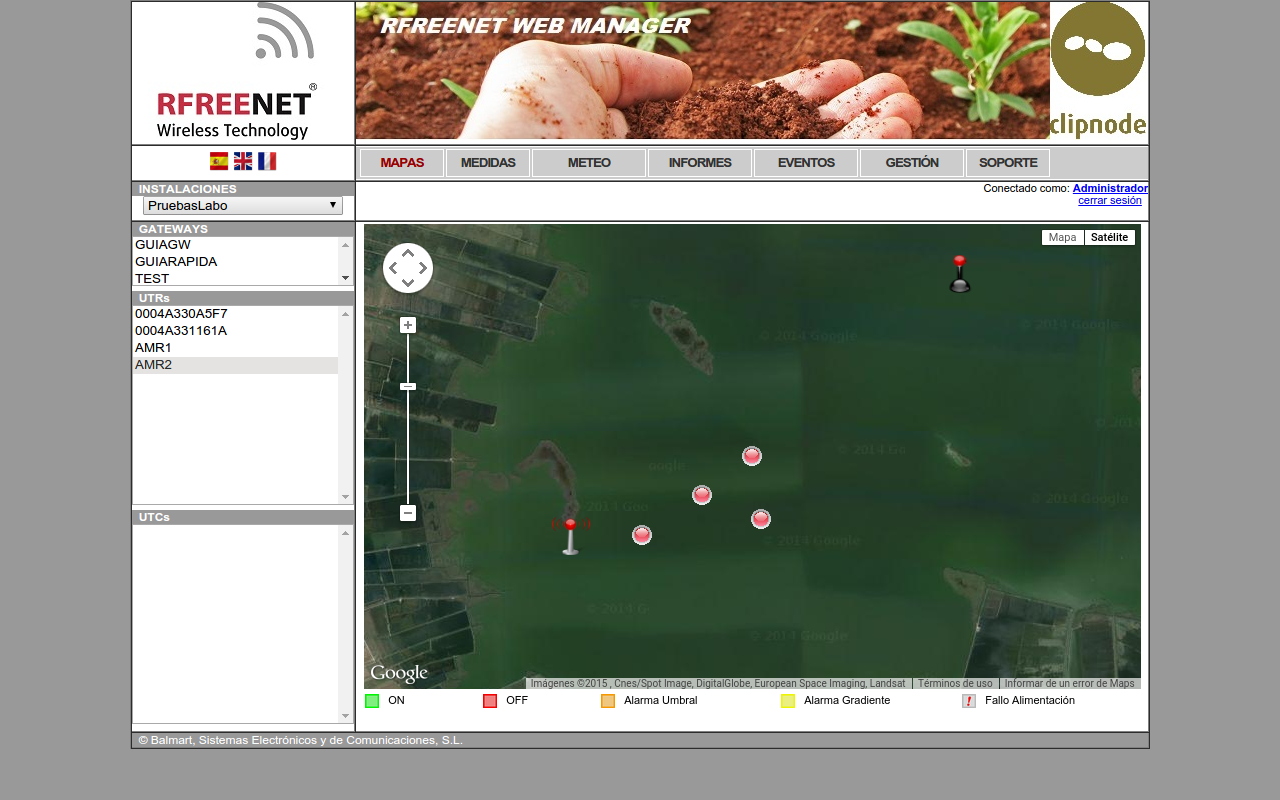 RFREENET WEB MANAGER
RFREENET®
Wireless Technology
clipnode
MAPAS MEDIDAS METEO INFORMES EVENTOS GESTIÓN SOPORTE
INSTALACIONES
PruebasLabo
Conectado como: Administrador
cerrar sesión
GATEWAYS
GUIAGW
GUIARAPIDA
TEST
UTRs
0004A330A5F7
0004A331161A
AMR1
AMR2
UTCs
Mapa Satélite
© 2014 Google
© 2014 Google
© 2014 Google
© 2014 Google
© 2014 Google
Google
Imágenes ©2015 , Cnes/Spot Image, DigitalGlobe, European Space Imaging, Landsat
Términos de uso
Informar de un error de Maps
ON OFF Alarma Umbral Alarma Gradiente ! Fallo Alimentación
© Balmart, Sistemas Electrónicos y de Comunicaciones, S.L.